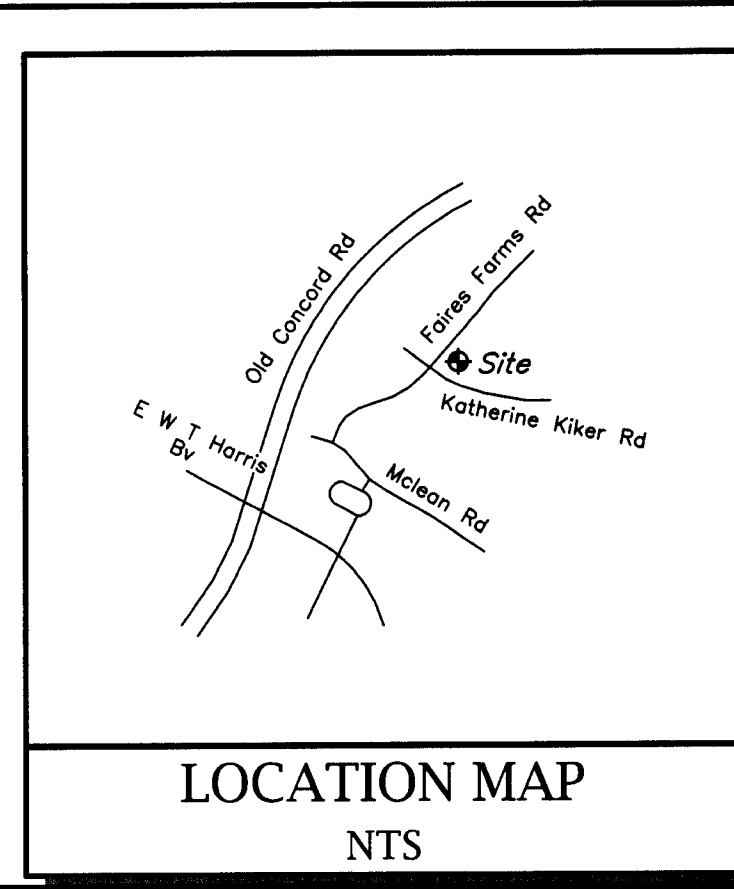 Old Concord Rd
Faires Farms Rd
Site
Katherine Kiker Rd
E W T Harris
Bv
Mclean Rd
LOCATION MAP
NTS